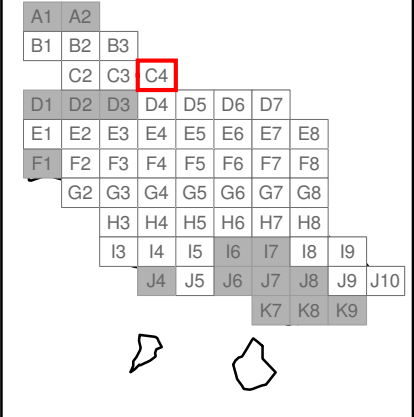 A1 A2
B1 B2 B3
C2 C3 C4
D1 D2 D3 D4 D5 D6 D7
E1 E2 E3 E4 E5 E6 E7 E8
F1 F2 F3 F4 F5 F6 F7 F8
G2 G3 G4 G5 G6 G7 G8
H3 H4 H5 H6 H7 H8
I3 I4 I5 I6 I7 I8 I9
J4 J5 J6 J7 J8 J9 J10
K7 K8 K9